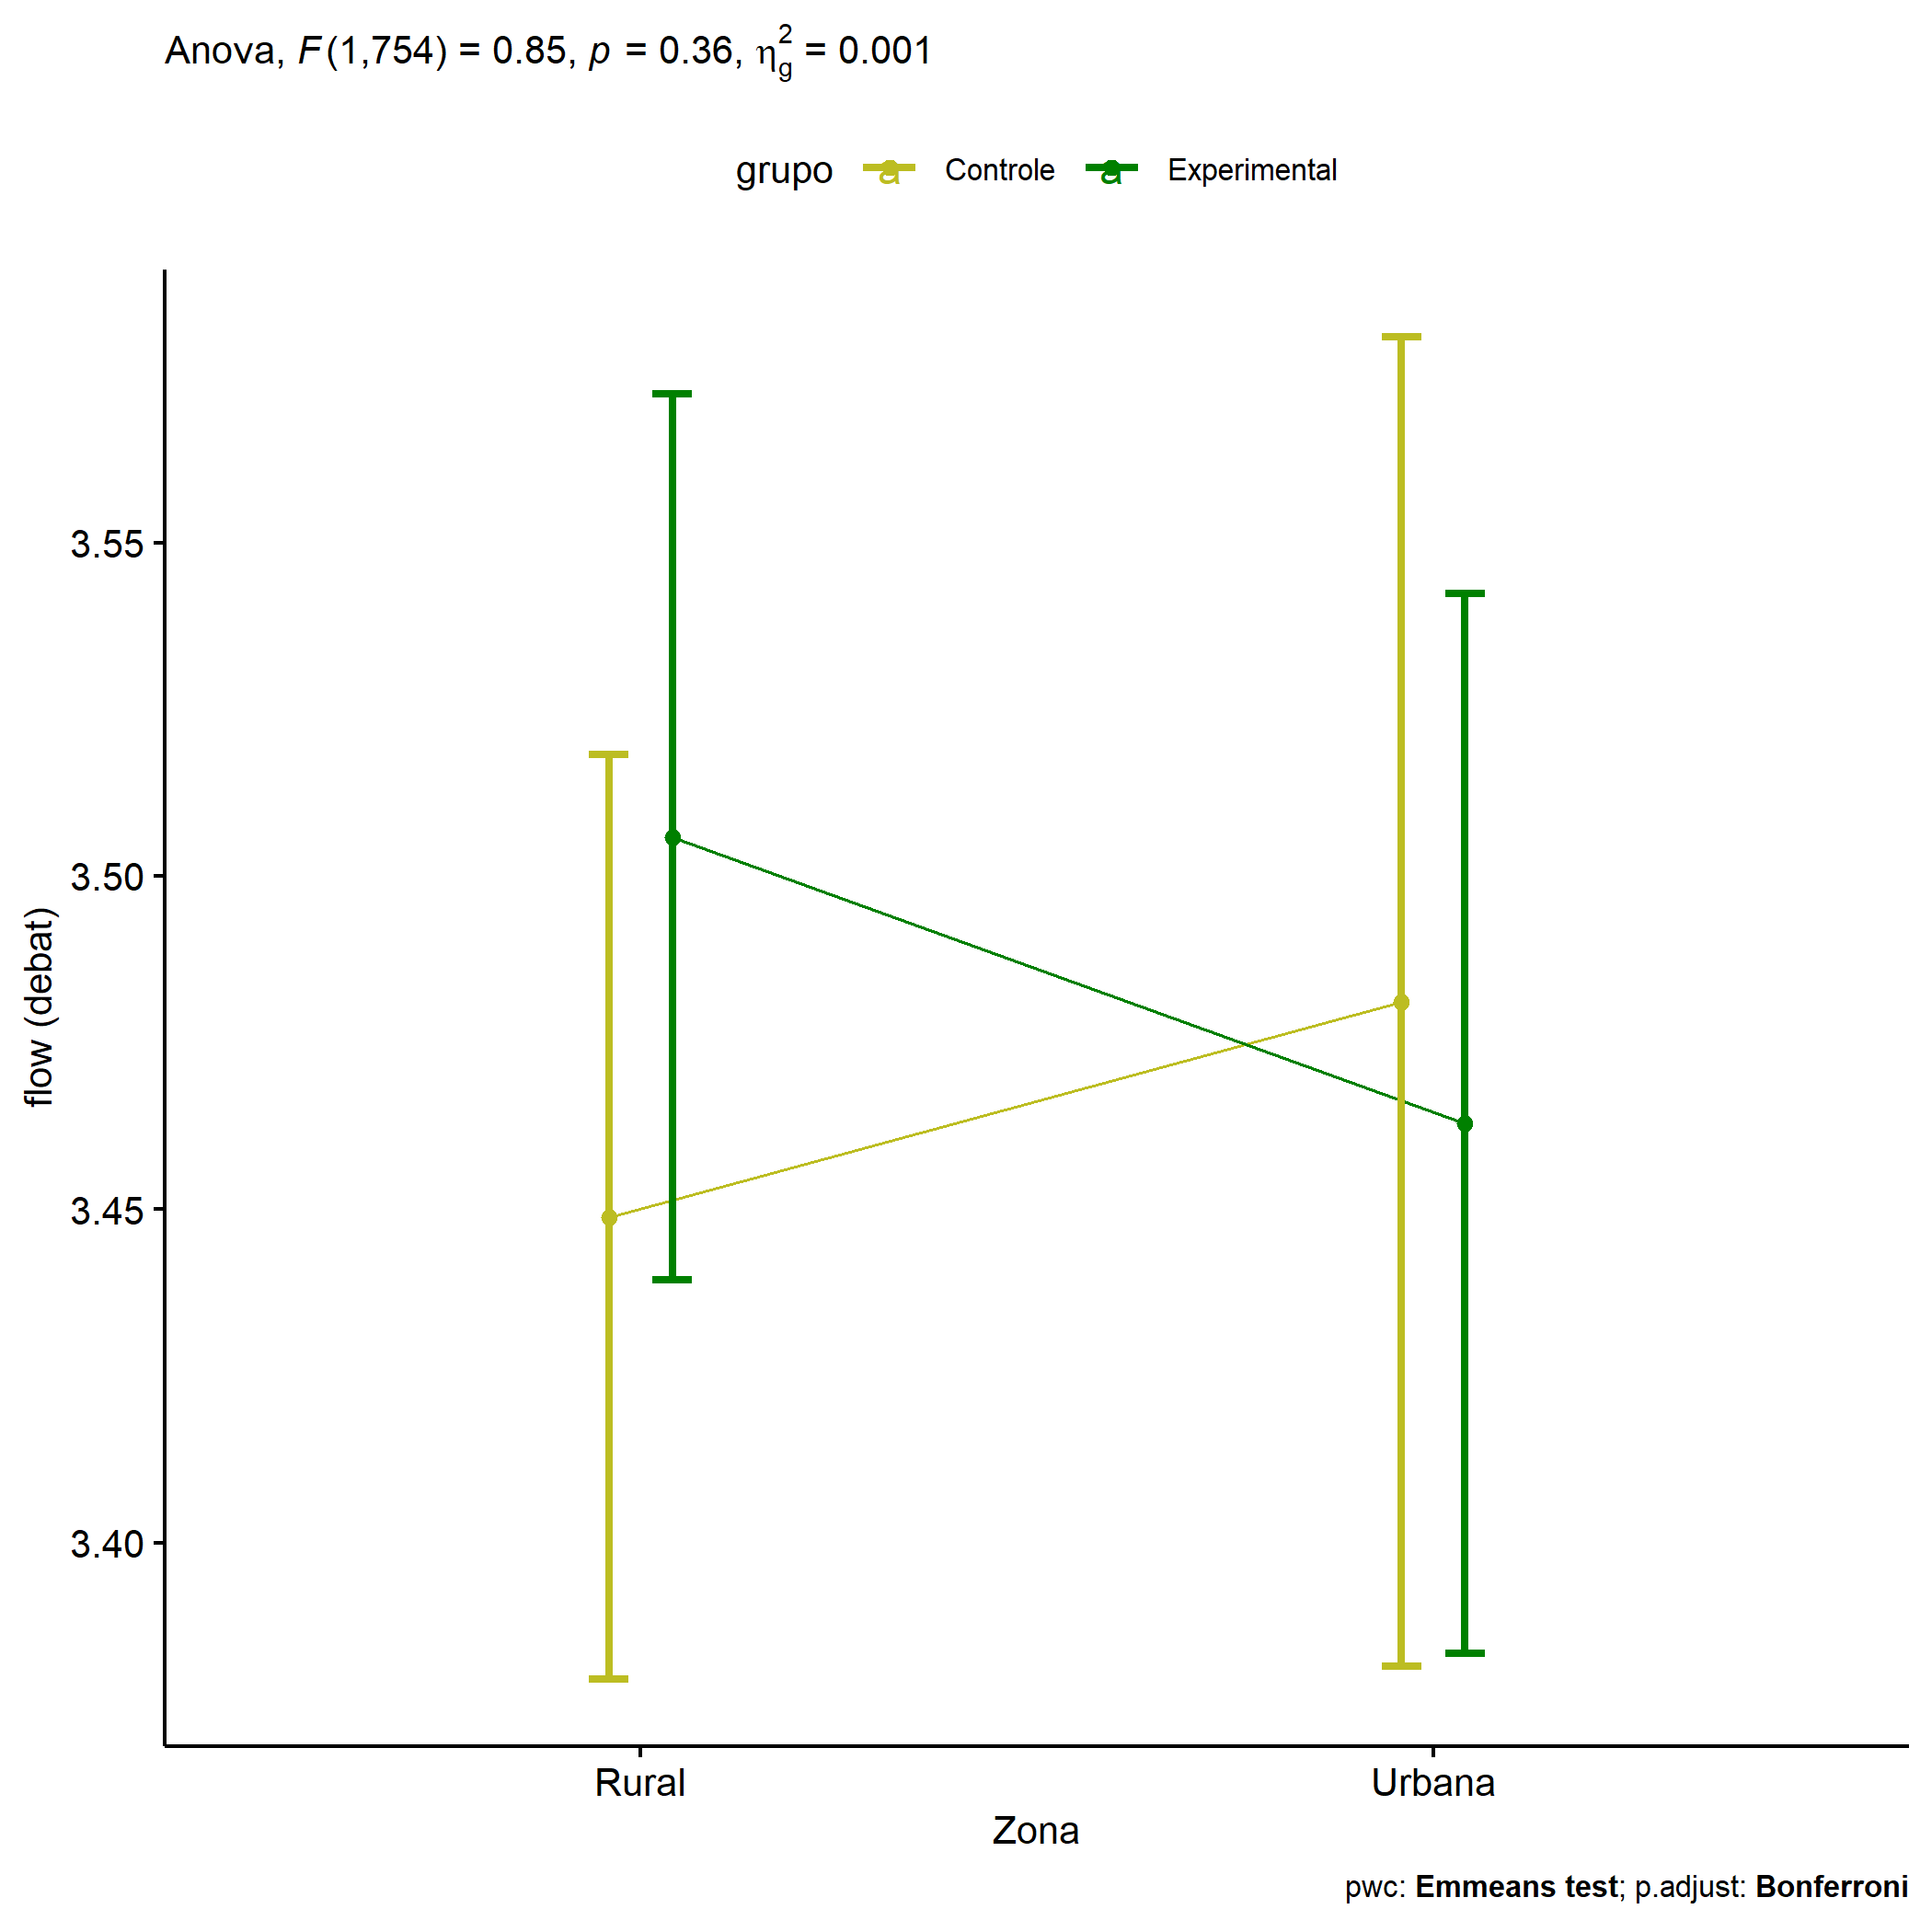 Anova, F(1,754) = 0.85, p = 0.36, η²g = 0.001
grupo a Controle a Experimental
3.55
3.50
3.45
3.40
flow (debat)
Rural Urbana
Zona
pwc: Emmeans test; p.adjust: Bonferroni